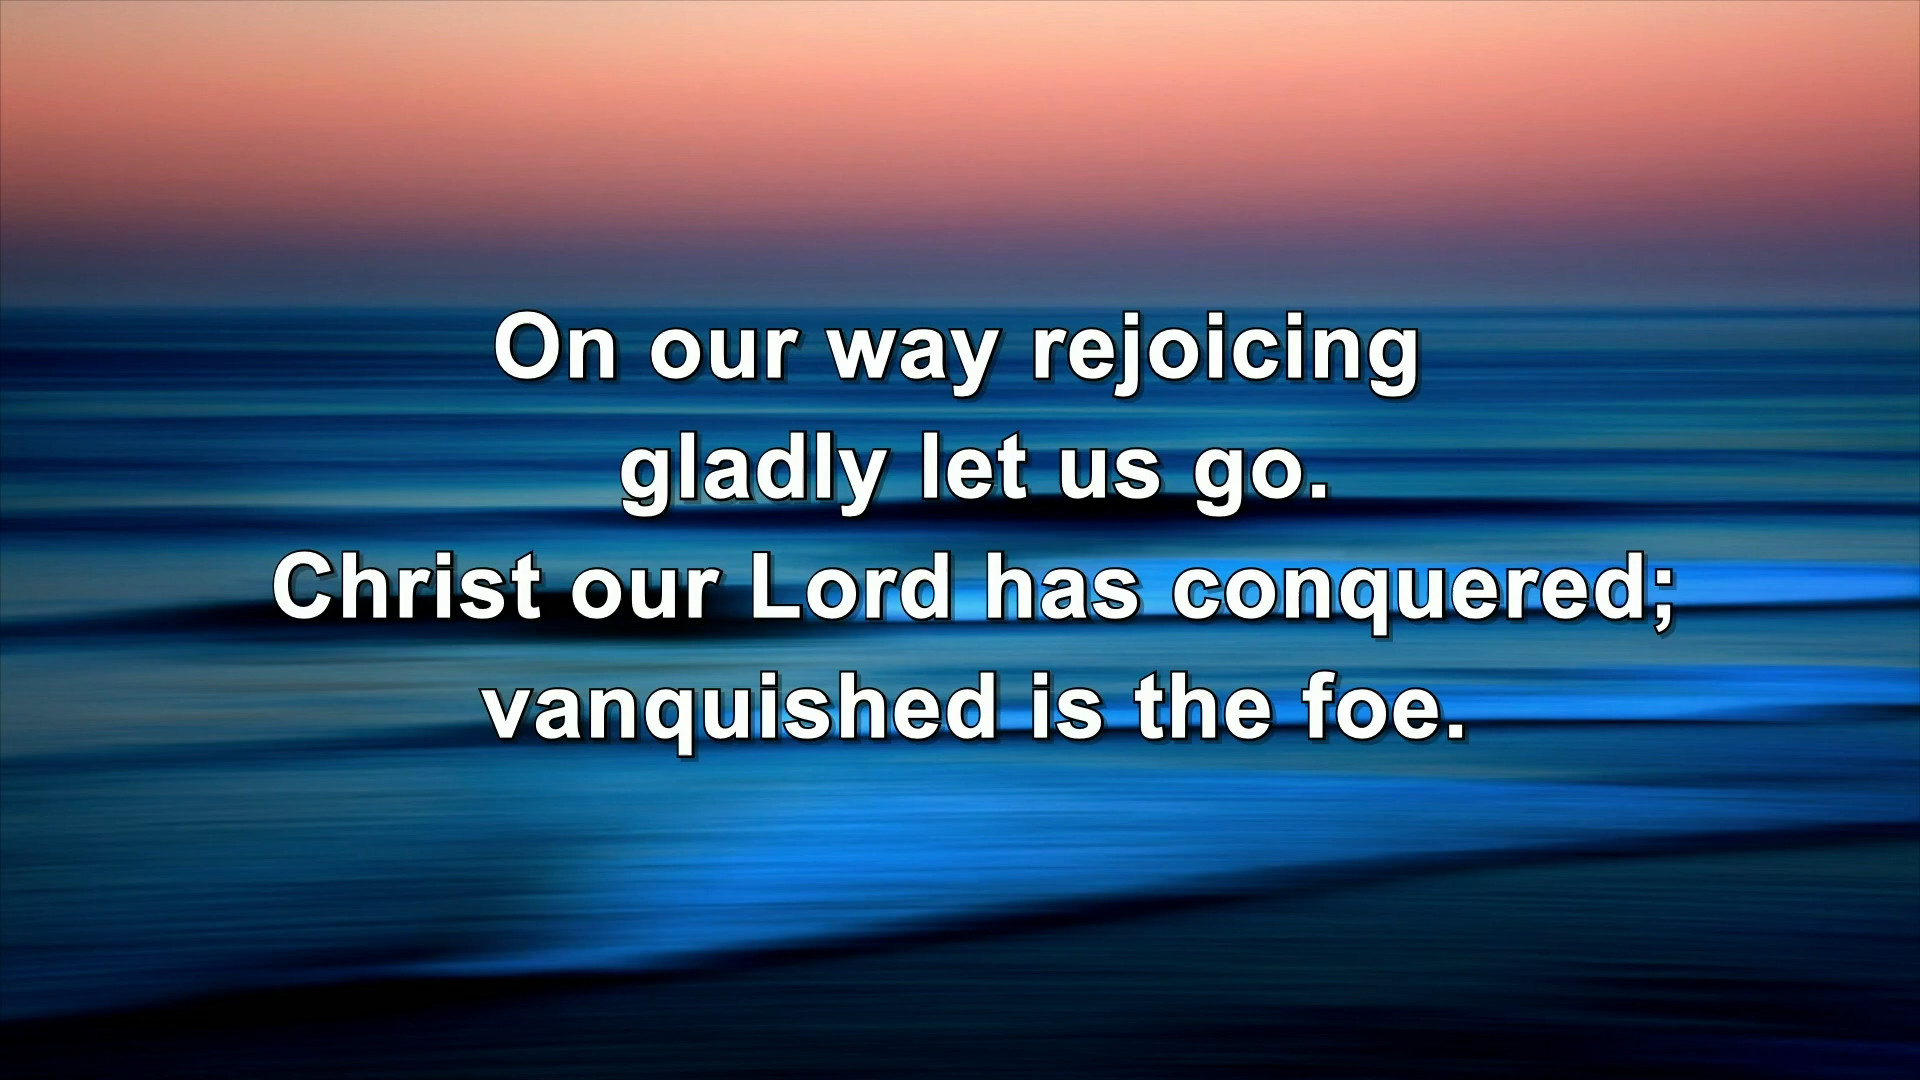 On our way rejoicing
gladly let us go.
Christ our Lord has conquered;
vanquished is the foe.